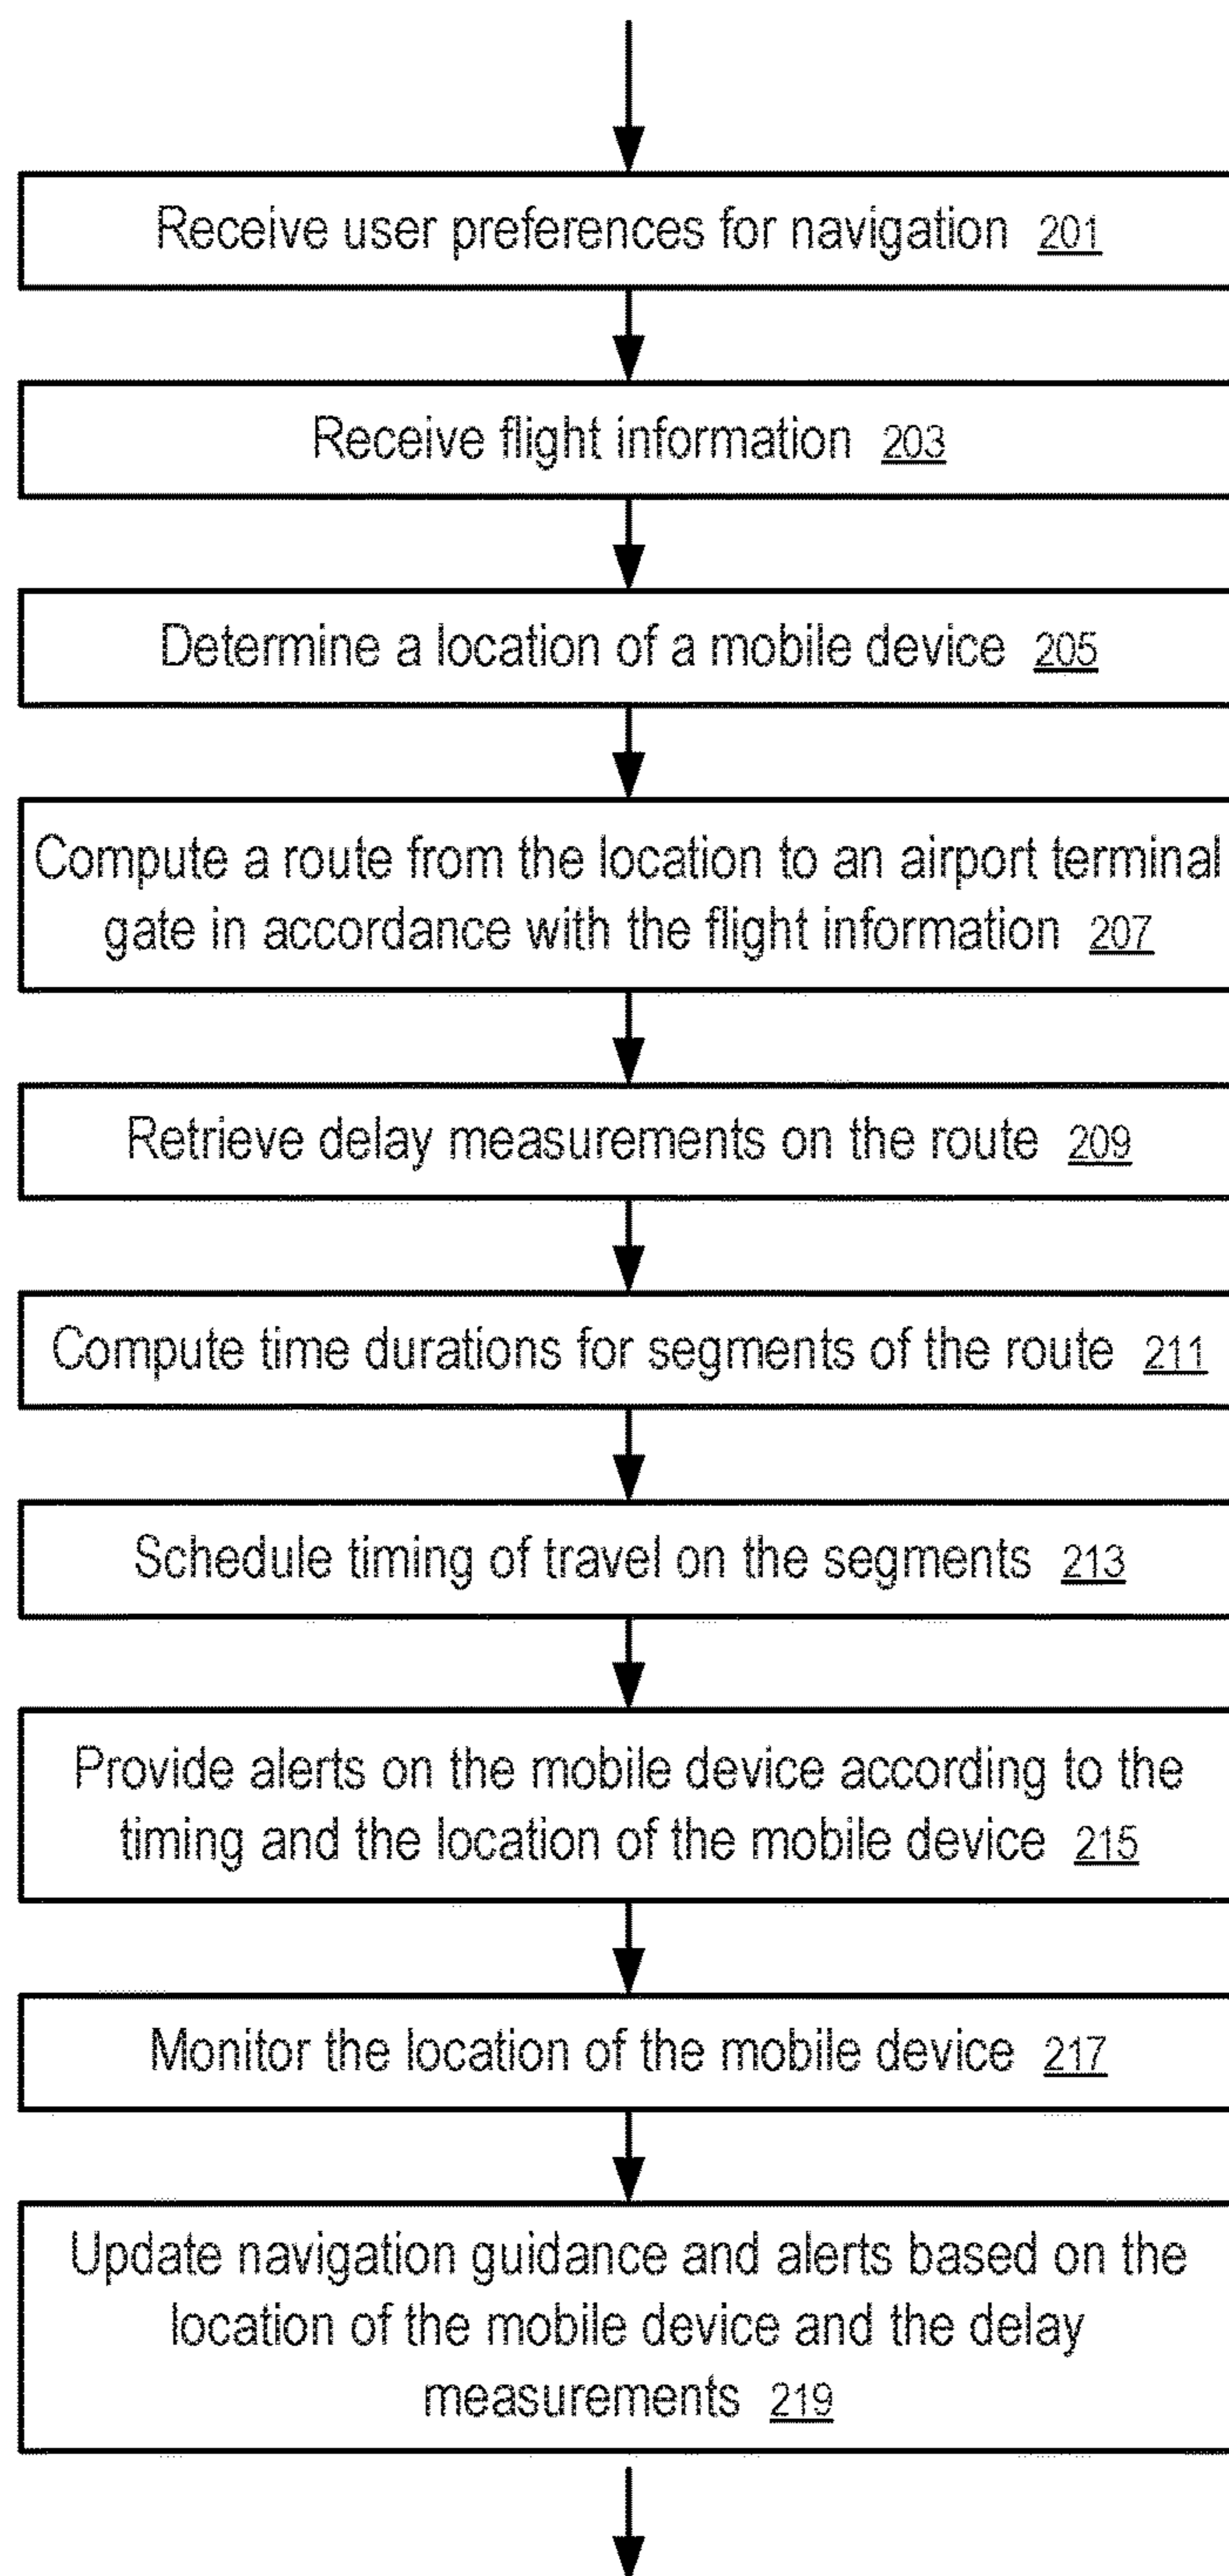 Receive user preferences for navigation 201
Receive flight information 203
Determine a location of a mobile device 205
Compute a route from the location to an airport terminal
gate in accordance with the flight information 207
Retrieve delay measurements on the route 209
Compute time durations for segments of the route 211
Schedule timing of travel on the segments 213
Provide alerts on the mobile device according to the
timing and the location of the mobile device 215
Monitor the location of the mobile device 217
Update navigation guidance and alerts based on the
location of the mobile device and the delay
measurements 219